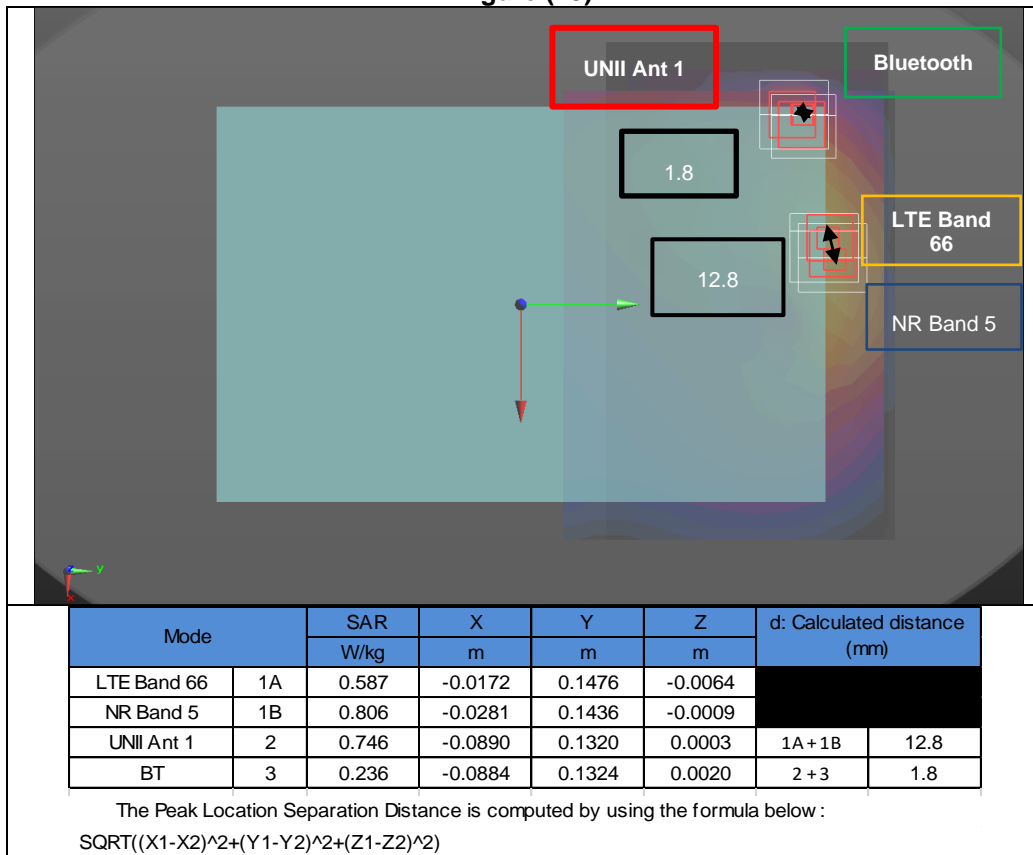 UNII Ant 1
Bluetooth
1.8
LTE Band
66
12.8
NR Band 5
Y
X
Mode SAR X Y Z d: Calculated distance
W/kg m m m (mm)
LTE Band 66 1A 0.587 -0.0172 0.1476 -0.0064
NR Band 5 1B 0.806 -0.0281 0.1436 -0.0009
UNII Ant 1 2 0.746 -0.0890 0.1320 0.0003 1A + 1B 12.8
BT 3 0.236 -0.0884 0.1324 0.0020 2 + 3 1.8
The Peak Location Separation Distance is computed by using the formula below :
SQRT((X1-X2)^2+(Y1-Y2)^2+(Z1-Z2)^2)